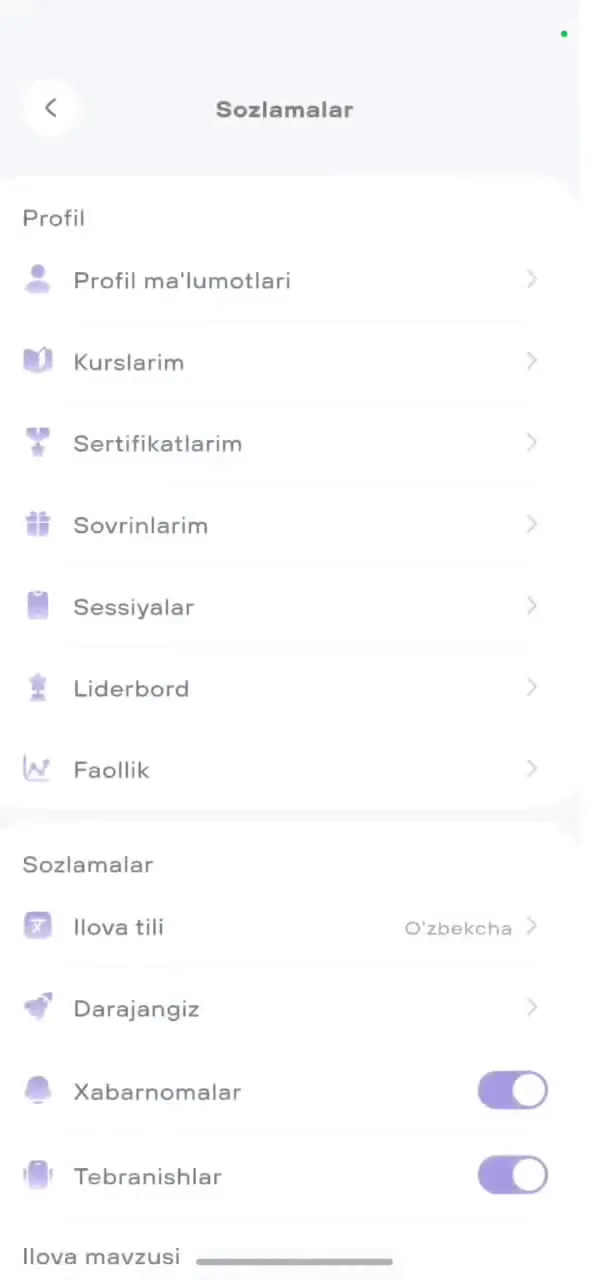 Sozlamalar
Profil
Profil ma'lumotlari
Kurslarim
Sertifikatlarim
Sovrinlarim
Sessiyalar
Liderbord
Faollik
Sozlamalar
Ilova tili O'zbekcha
Darajangiz
Xabarnomalar
Tebranishlar
Ilova mavzusi